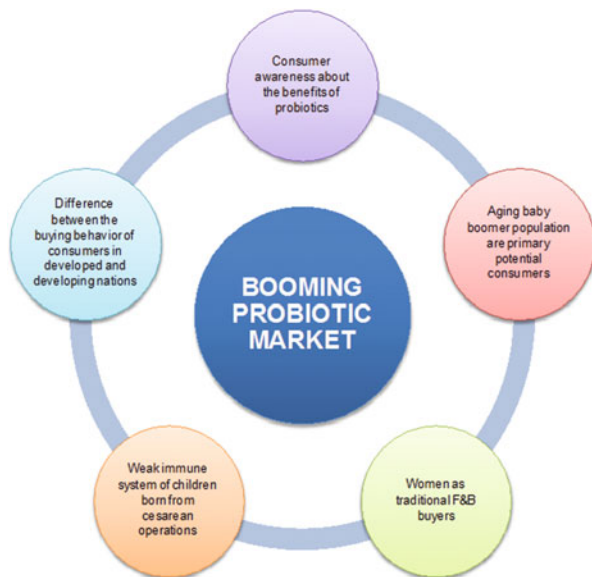 Consumer
awareness about
the benefits of
probiotics
Aging baby
boomer population
are primary
potential
consumers
Women as
traditional F&B
buyers
Weak immune
system of children
born from
cesarean
operations
Difference
between the
buying behavior of
consumers in
developed and
developing nations
BOOMING
PROBIOTIC
MARKET